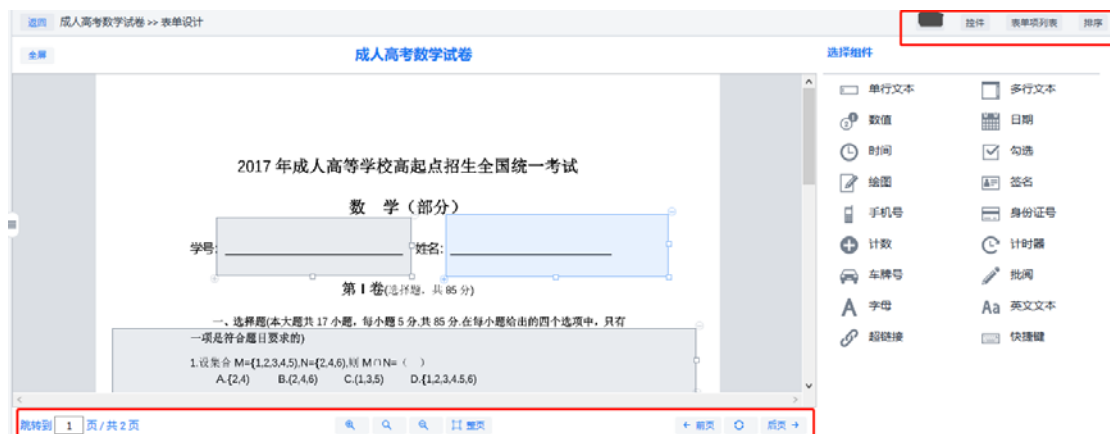 返回 成人高考数学试卷 >> 表单设计 控件 表单项列表 排序
全屏 成人高考数学试卷 选择组件
单行文本 多行文本
数值 日期
时间 勾选
绘图 签名
手机号 身份证号
计数 计时器
车牌号 批阅
字母 Aa 英文文本
超链接 快捷键
2017 年成人高等学校高起点招生全国统一考试
数 学（部分）
学号: 姓名:
第 I 卷(选择题，共 85 分)
一、选择题(本大题共 17 小题，每小题 5 分,共 85 分.在每小题给出的四个选项中，只有
一项是符合题目要求的)
1.设集合 M={1,2,3,4,5),N={2,4,6),则 M∩N=（ ）
A.{2,4) B.(2,4,6) C.(1,3,5) D.{1,2,3,4.5,6)
跳转到 1 页 / 共 2 页 整页 ← 前页 后页 →